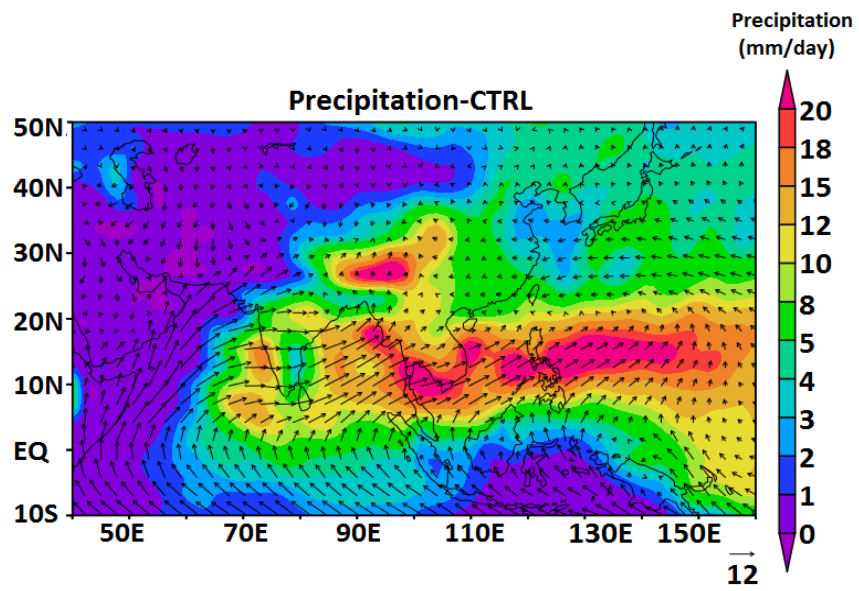 Precipitation
(mm/day)
Precipitation-CTRL
50N
40N
30N
20N
10N
EQ
10S
50E
70E
90E
110E
130E
150E
20
18
15
12
10
8
5
4
3
2
1
0
12